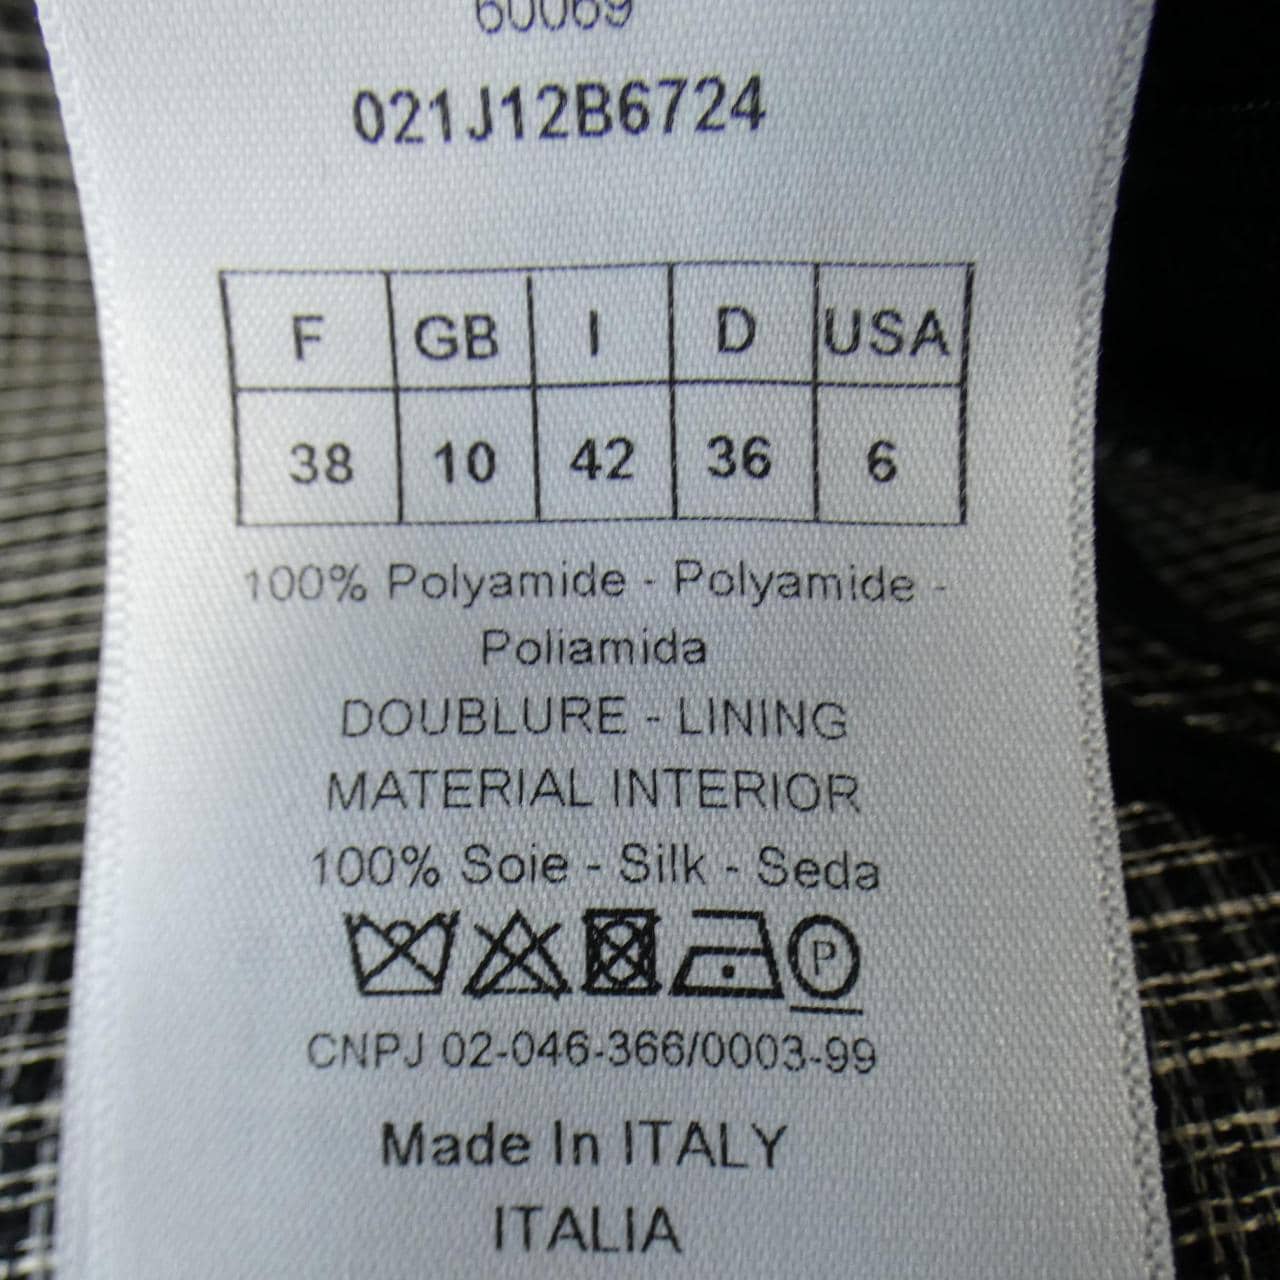 60069
021J12B6724
F GB I D USA
38 10 42 36 6
100% Polyamide - Polyamide -
Poliamida
DOUBLURE - LINING
MATERIAL INTERIOR
100% Soie - Silk - Seda
P
CNPJ 02-046-366/0003-99
Made In ITALY
ITALIA